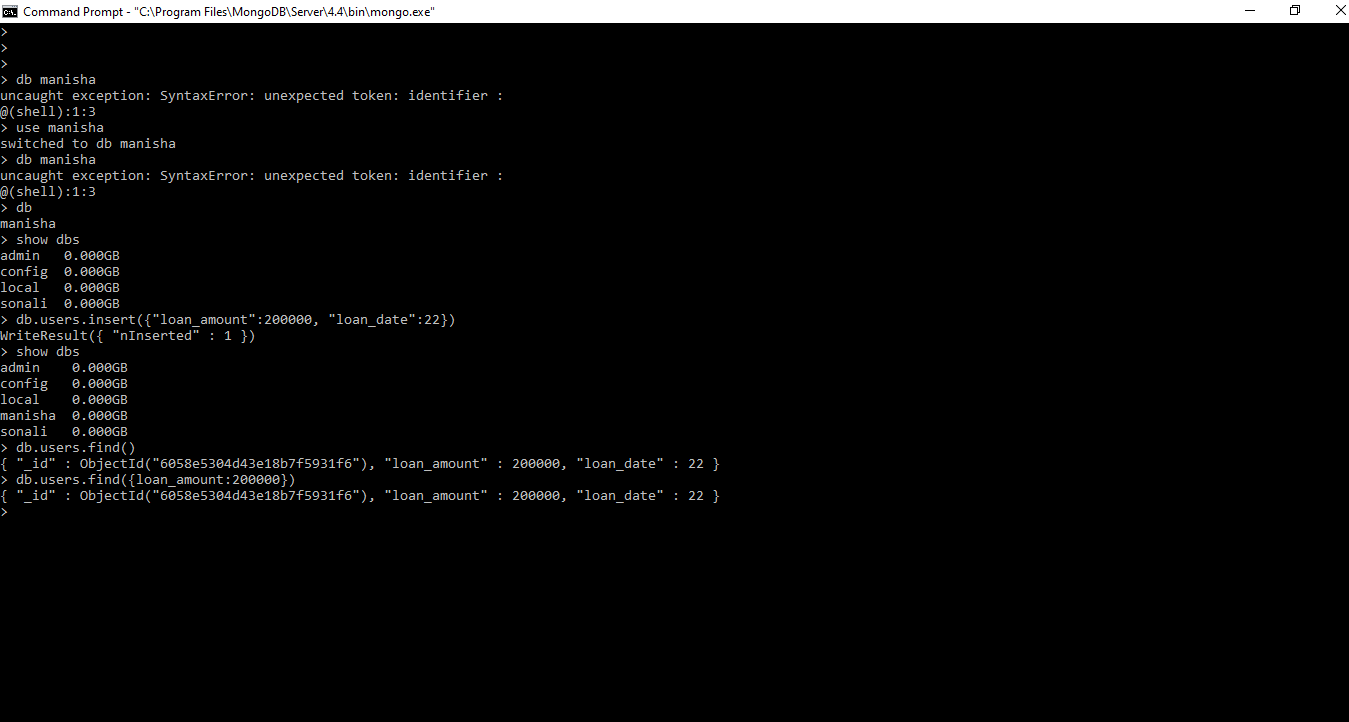 Command Prompt - "C:\Program Files\MongoDB\Server\4.4\bin\mongo.exe"
>
>
>
> db manisha
uncaught exception: SyntaxError: unexpected token: identifier :
@(shell):1:3
> use manisha
switched to db manisha
> db manisha
uncaught exception: SyntaxError: unexpected token: identifier :
@(shell):1:3
> db
manisha
> show dbs
admin   0.000GB
config  0.000GB
local   0.000GB
sonali  0.000GB
> db.users.insert({"loan_amount":200000, "loan_date":22})
WriteResult({ "nInserted" : 1 })
> show dbs
admin    0.000GB
config   0.000GB
local    0.000GB
manisha  0.000GB
sonali   0.000GB
> db.users.find()
{ "_id" : ObjectId("6058e5304d43e18b7f5931f6"), "loan_amount" : 200000, "loan_date" : 22 }
> db.users.find({loan_amount:200000})
{ "_id" : ObjectId("6058e5304d43e18b7f5931f6"), "loan_amount" : 200000, "loan_date" : 22 }
>